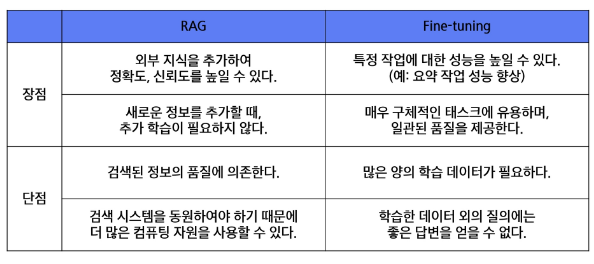 RAG
Fine-tuning
장점
외부 지식을 추가하여
정확도, 신뢰도를 높일 수 있다.
특정 작업에 대한 성능을 높일 수 있다.
(예: 요약 작업 성능 향상)
새로운 정보를 추가할 때,
추가 학습이 필요하지 않다.
매우 구체적인 태스크에 유용하며,
일관된 품질을 제공한다.
단점
검색된 정보의 품질에 의존한다.
많은 양의 학습 데이터가 필요하다.
검색 시스템을 동원하여야 하기 때문에
더 많은 컴퓨팅 자원을 사용할 수 있다.
학습한 데이터 외의 질의에는
좋은 답변을 얻을 수 없다.